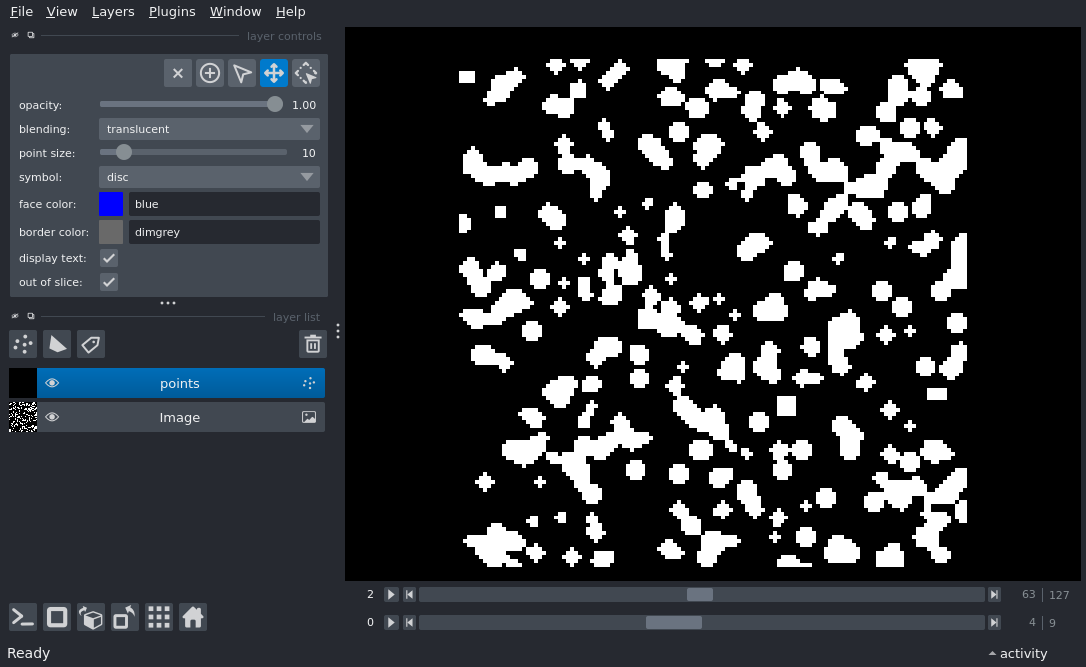 File View Layers Plugins Window Help
layer controls
opacity: 1.00
blending: translucent
point size: 10
symbol: disc
face color: blue
border color: dimgrey
display text:
out of slice:
layer list
points
Image
2 63 127
0 4 9
Ready activity